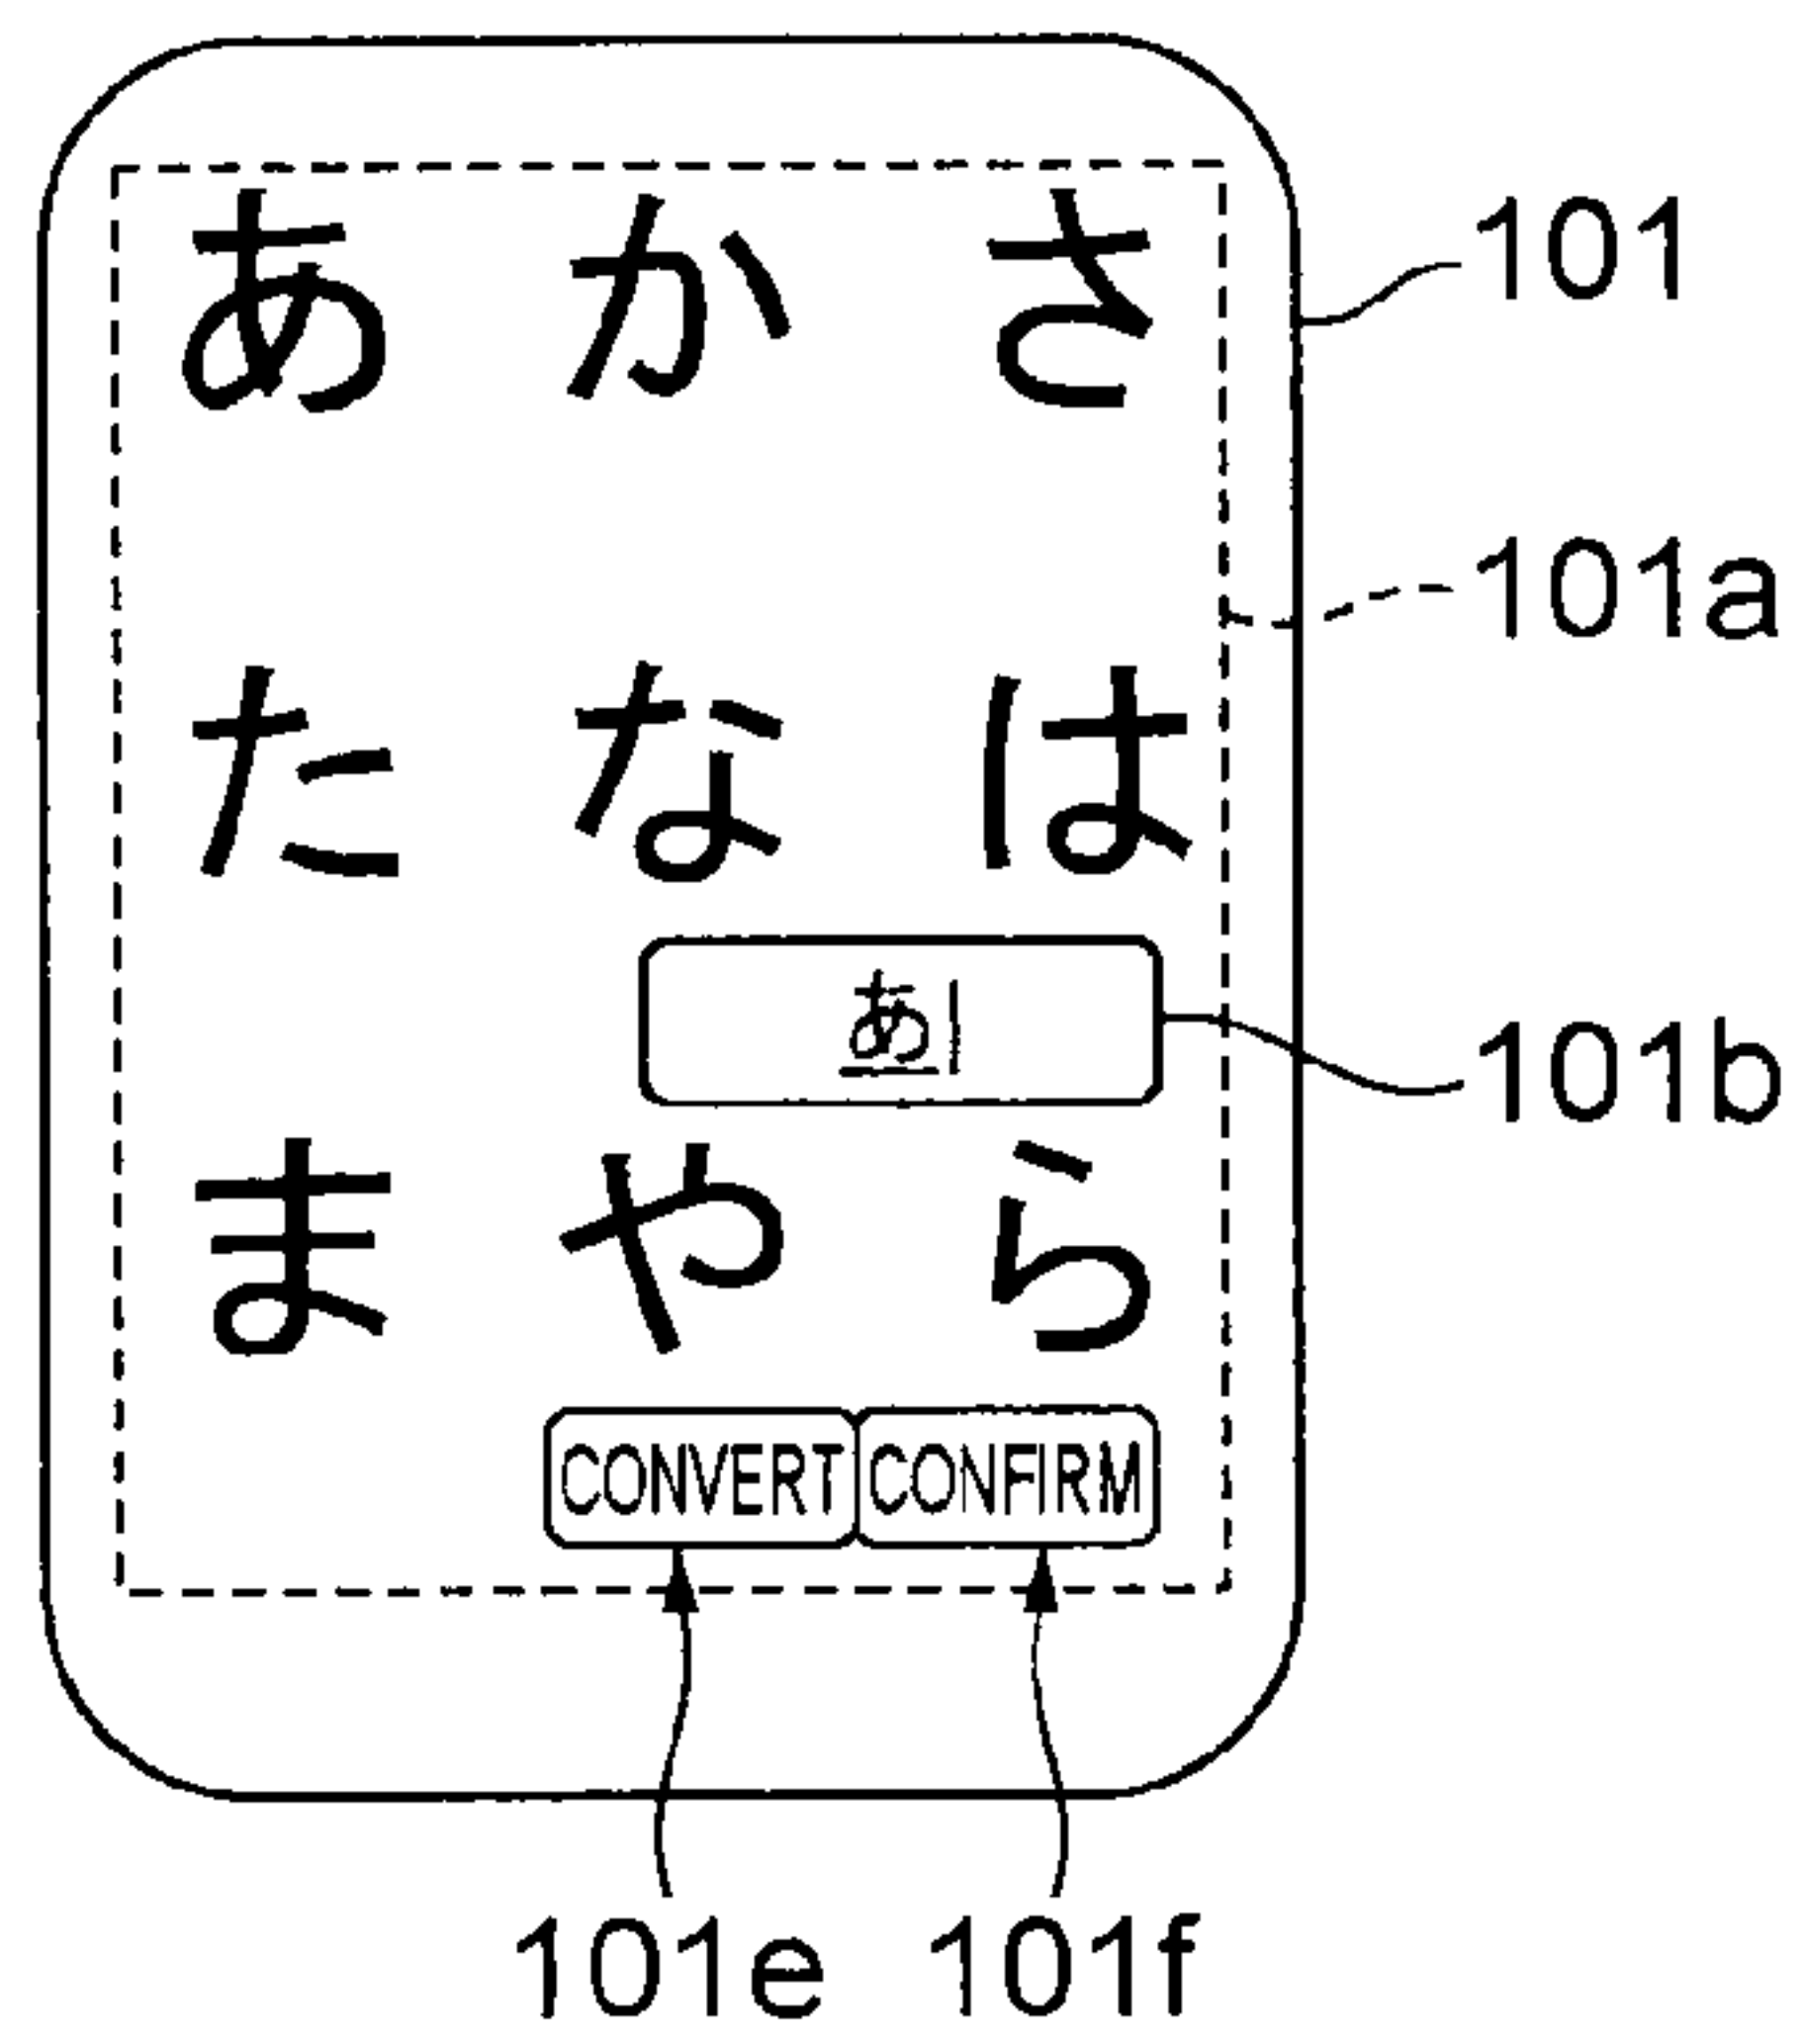 あ か さ
101
101a
た な は
あ|
101b
ま や ら
CONVERT CONFIRM
101e 101f